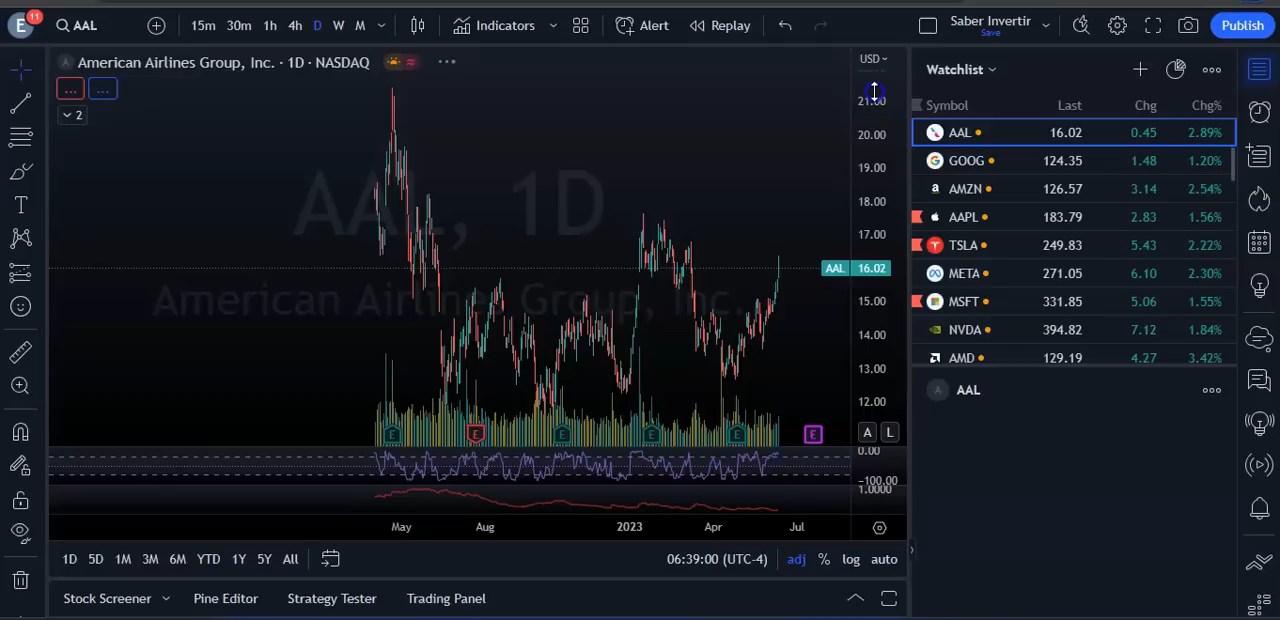 E 11 AAL 15m 30m 1h 4h D W M Indicators Alert Replay Saber Invertir Save Publish
American Airlines Group, Inc. · 1D · NASDAQ USD
... ...
2
AAL, 1D
American Airlines Group, Inc.
21.00
20.00
19.00
18.00
17.00
AAL 16.02
15.00
14.00
13.00
12.00
E E E E E E A L
0.00
−100.00
1.0000
May Aug 2023 Apr Jul
1D 5D 1M 3M 6M YTD 1Y 5Y All 06:39:00 (UTC-4) adj % log auto
Stock Screener Pine Editor Strategy Tester Trading Panel
Watchlist
Symbol Last Chg Chg%
AAL 16.02 0.45 2.89%
GOOG 124.35 1.48 1.20%
AMZN 126.57 3.14 2.54%
AAPL 183.79 2.83 1.56%
TSLA 249.83 5.43 2.22%
META 271.05 6.10 2.30%
MSFT 331.85 5.06 1.55%
NVDA 394.82 7.12 1.84%
AMD 129.19 4.27 3.42%
A AAL